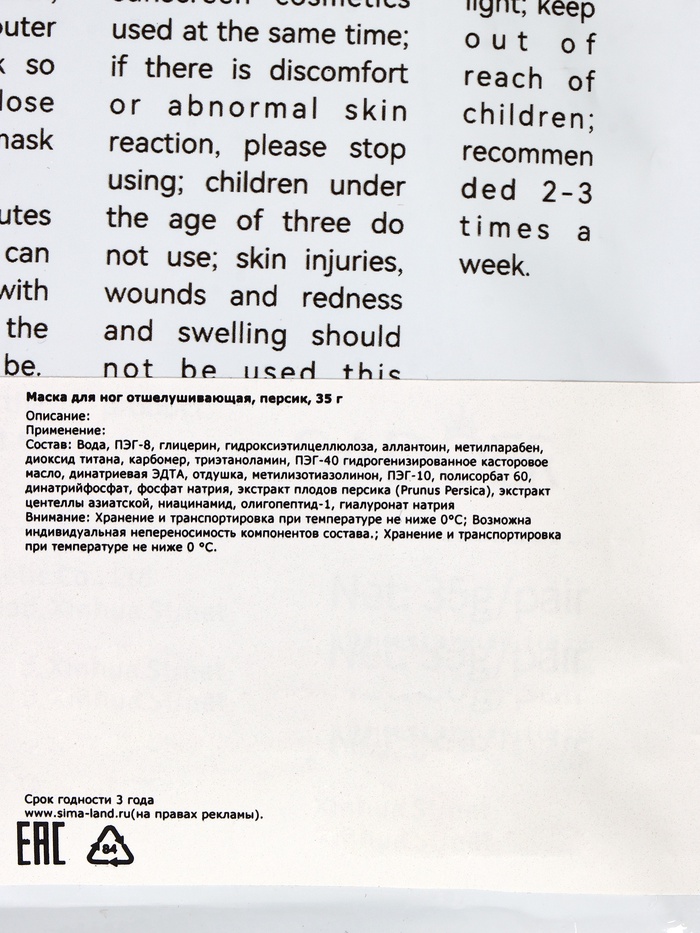 outer
so
lose
mask
utes
can
with
the
be.
sunscreen cosmetics
used at the same time;
if there is discomfort
or abnormal skin
reaction, please stop
using; children under
the age of three do
not use; skin injuries,
wounds and redness
and swelling should
not be used this
light; keep
out of
reach of
children;
recommen
ded 2-3
times a
week.
Маска для ног отшелушивающая, персик, 35 г
Описание:
Применение:
Состав: Вода, ПЭГ-8, глицерин, гидроксиэтилцеллюлоза, аллантоин, метилпарабен,
диоксид титана, карбомер, триэтаноламин, ПЭГ-40 гидрогенизированное касторовое
масло, динатриевая ЭДТА, отдушка, метилизотиазолинон, ПЭГ-10, полисорбат 60,
динатрийфосфат, фосфат натрия, экстракт плодов персика (Prunus Persica), экстракт
центеллы азиатской, ниацинамид, олигопептид-1, гиалуронат натрия
Внимание: Хранение и транспортировка при температуре не ниже 0°С; Возможна
индивидуальная непереносимость компонентов состава.; Хранение и транспортировка
при температуре не ниже 0 °С.
Net: 35g/pair
Срок годности 3 года
www.sima-land.ru(на правах рекламы).
EAC
84